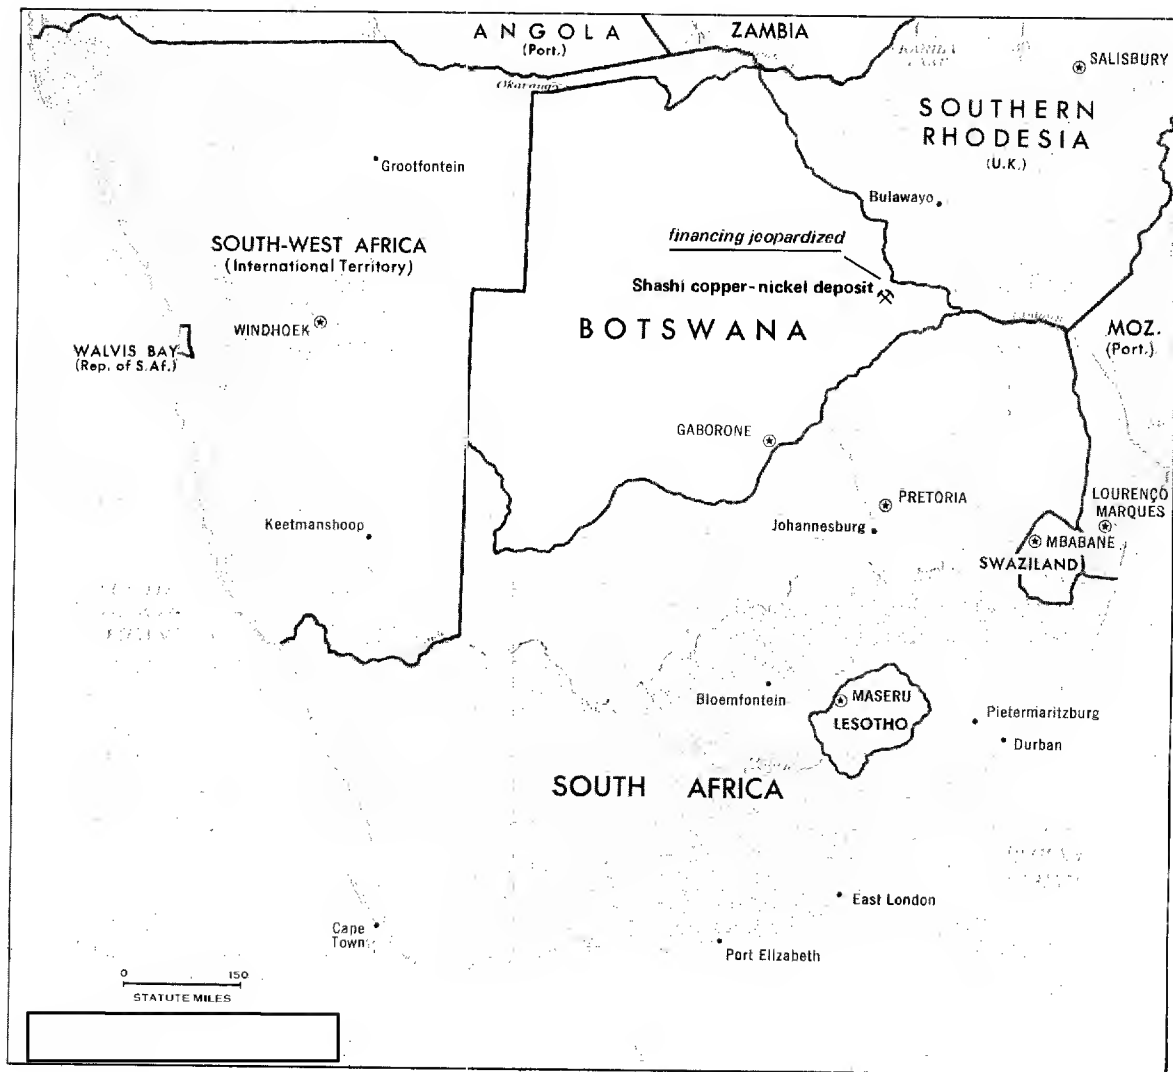 ANGOLA
(Port.)
ZAMBIA
SALISBURY
Okavango
SOUTHERN
RHODESIA
(U.K.)
Grootfontein
Bulawayo
financing jeopardized
SOUTH-WEST AFRICA
(International Territory)
Shashi copper-nickel deposit
WINDHOEK
BOTSWANA
Limpopo
MOZ.
(Port.)
WALVIS BAY
(Rep. of S.Af.)
GABORONE
PRETORIA
LOURENÇO
MARQUES
Keetmanshoop
Johannesburg
MBABANE
SWAZILAND
Bloemfontein
MASERU
LESOTHO
Pietermaritzburg
Durban
SOUTH AFRICA
East London
Cape
Town
Port Elizabeth
0 150
STATUTE MILES